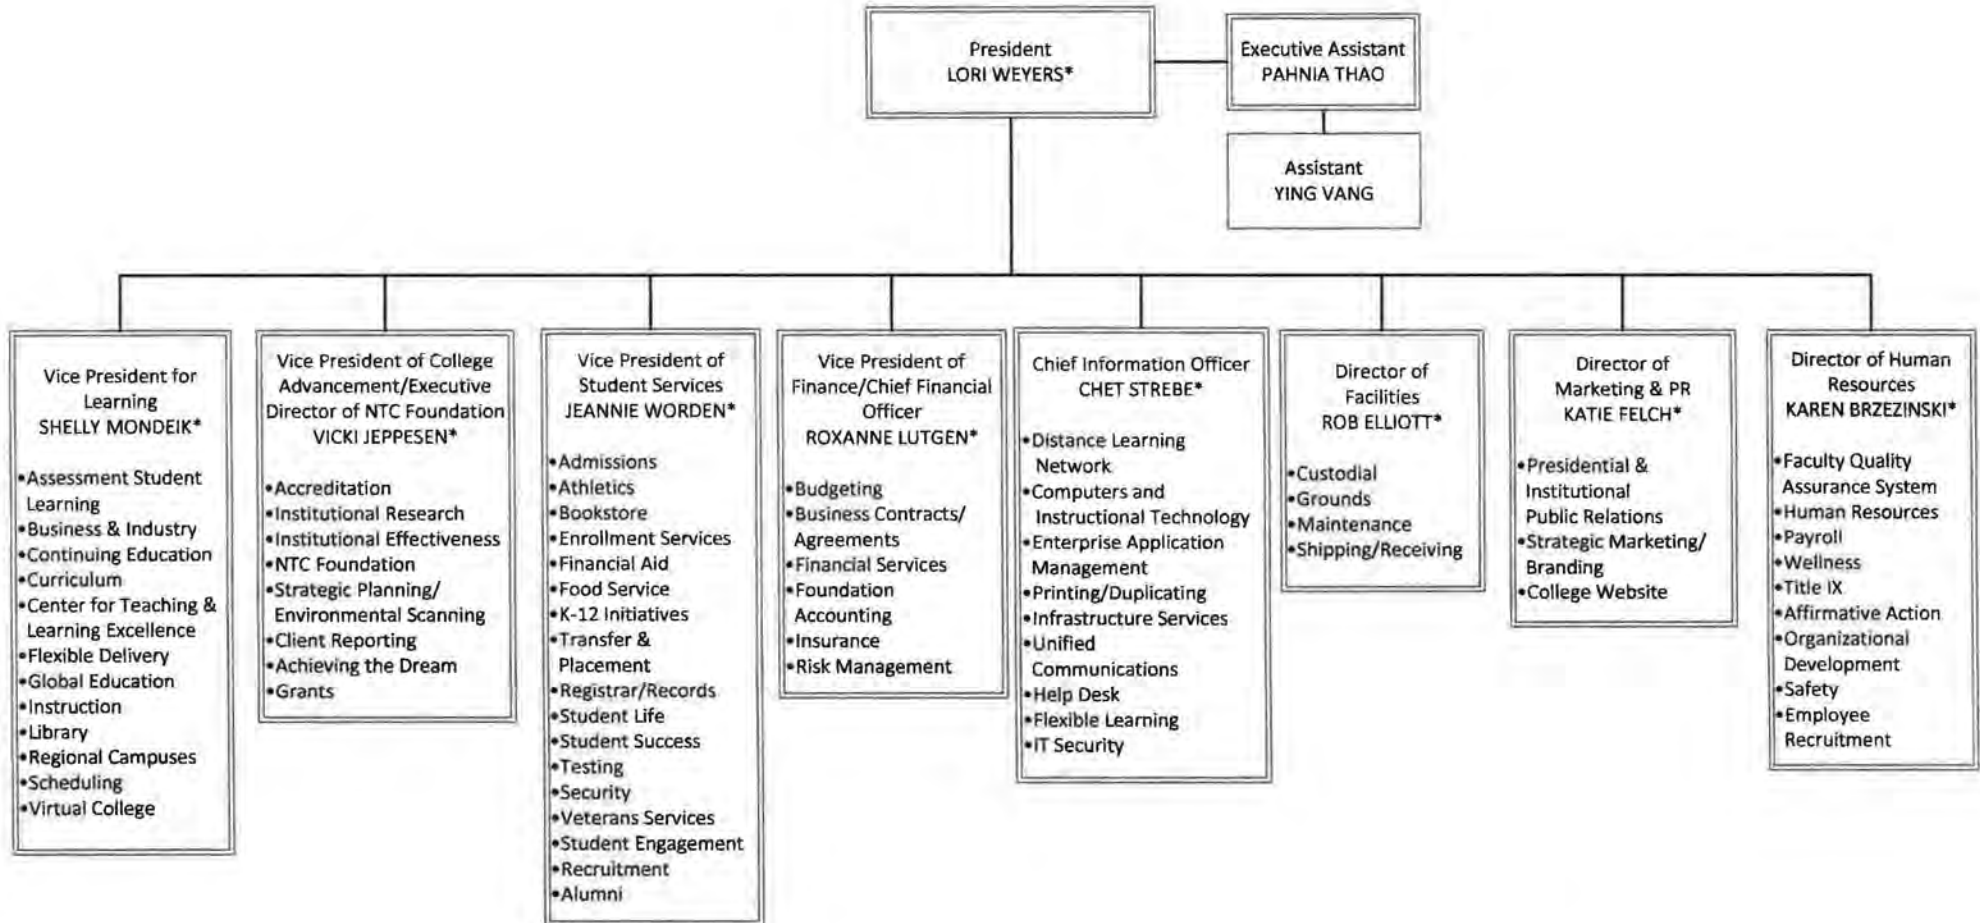 President
LORI WEYERS*
Executive Assistant
PAHNIA THAO
Assistant
YING VANG
Vice President for
Learning
SHELLY MONDEIK*
•Assessment Student
Learning
•Business & Industry
•Continuing Education
•Curriculum
•Center for Teaching &
Learning Excellence
•Flexible Delivery
•Global Education
•Instruction
•Library
•Regional Campuses
•Scheduling
•Virtual College
Vice President of College
Advancement/Executive
Director of NTC Foundation
VICKI JEPPESEN*
•Accreditation
•Institutional Research
•Institutional Effectiveness
•NTC Foundation
•Strategic Planning/
Environmental Scanning
•Client Reporting
•Achieving the Dream
•Grants
Vice President of
Student Services
JEANNIE WORDEN*
•Admissions
•Athletics
•Bookstore
•Enrollment Services
•Financial Aid
•Food Service
•K-12 Initiatives
•Transfer &
Placement
•Registrar/Records
•Student Life
•Student Success
•Testing
•Security
•Veterans Services
•Student Engagement
•Recruitment
•Alumni
Vice President of
Finance/Chief Financial
Officer
ROXANNE LUTGEN*
•Budgeting
•Business Contracts/
Agreements
•Financial Services
•Foundation
Accounting
•Insurance
•Risk Management
Chief Information Officer
CHET STREBE*
•Distance Learning
Network
•Computers and
Instructional Technology
•Enterprise Application
Management
•Printing/Duplicating
•Infrastructure Services
•Unified
Communications
•Help Desk
•Flexible Learning
•IT Security
Director of
Facilities
ROB ELLIOTT*
•Custodial
•Grounds
•Maintenance
•Shipping/Receiving
Director of
Marketing & PR
KATIE FELCH*
•Presidential &
Institutional
Public Relations
•Strategic Marketing/
Branding
•College Website
Director of Human
Resources
KAREN BRZEZINSKI*
•Faculty Quality
Assurance System
•Human Resources
•Payroll
•Wellness
•Title IX
•Affirmative Action
•Organizational
Development
•Safety
•Employee
Recruitment